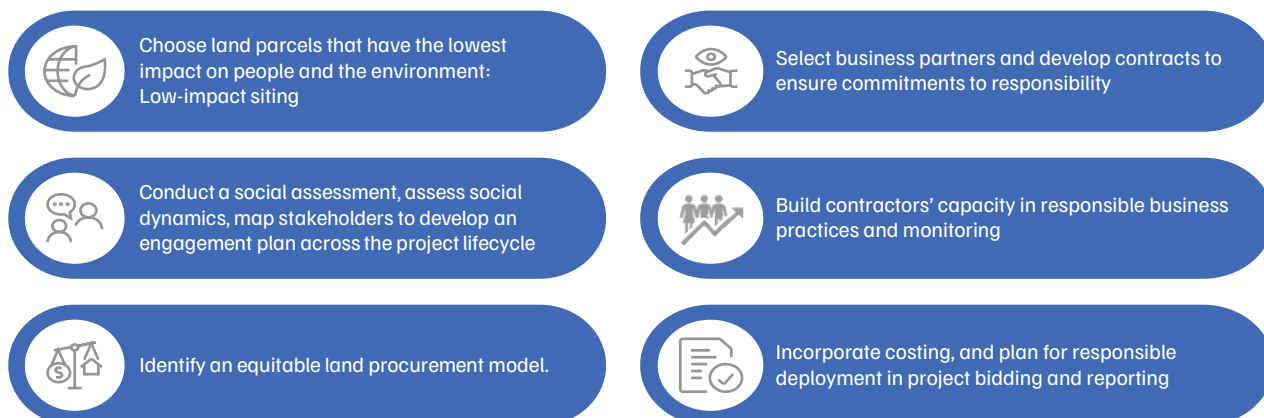 Choose land parcels that have the lowest
impact on people and the environment:
Low-impact siting
Conduct a social assessment, assess social
dynamics, map stakeholders to develop an
engagement plan across the project lifecycle
Identify an equitable land procurement model.
Select business partners and develop contracts to
ensure commitments to responsibility
Build contractors’ capacity in responsible business
practices and monitoring
Incorporate costing, and plan for responsible
deployment in project bidding and reporting